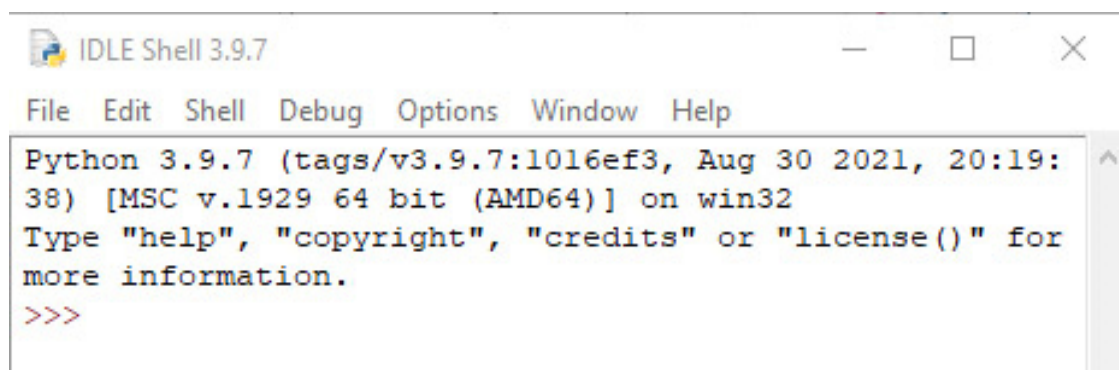 IDLE Shell 3.9.7
File Edit Shell Debug Options Window Help
Python 3.9.7 (tags/v3.9.7:1016ef3, Aug 30 2021, 20:19:
38) [MSC v.1929 64 bit (AMD64)] on win32
Type "help", "copyright", "credits" or "license()" for
more information.
>>>